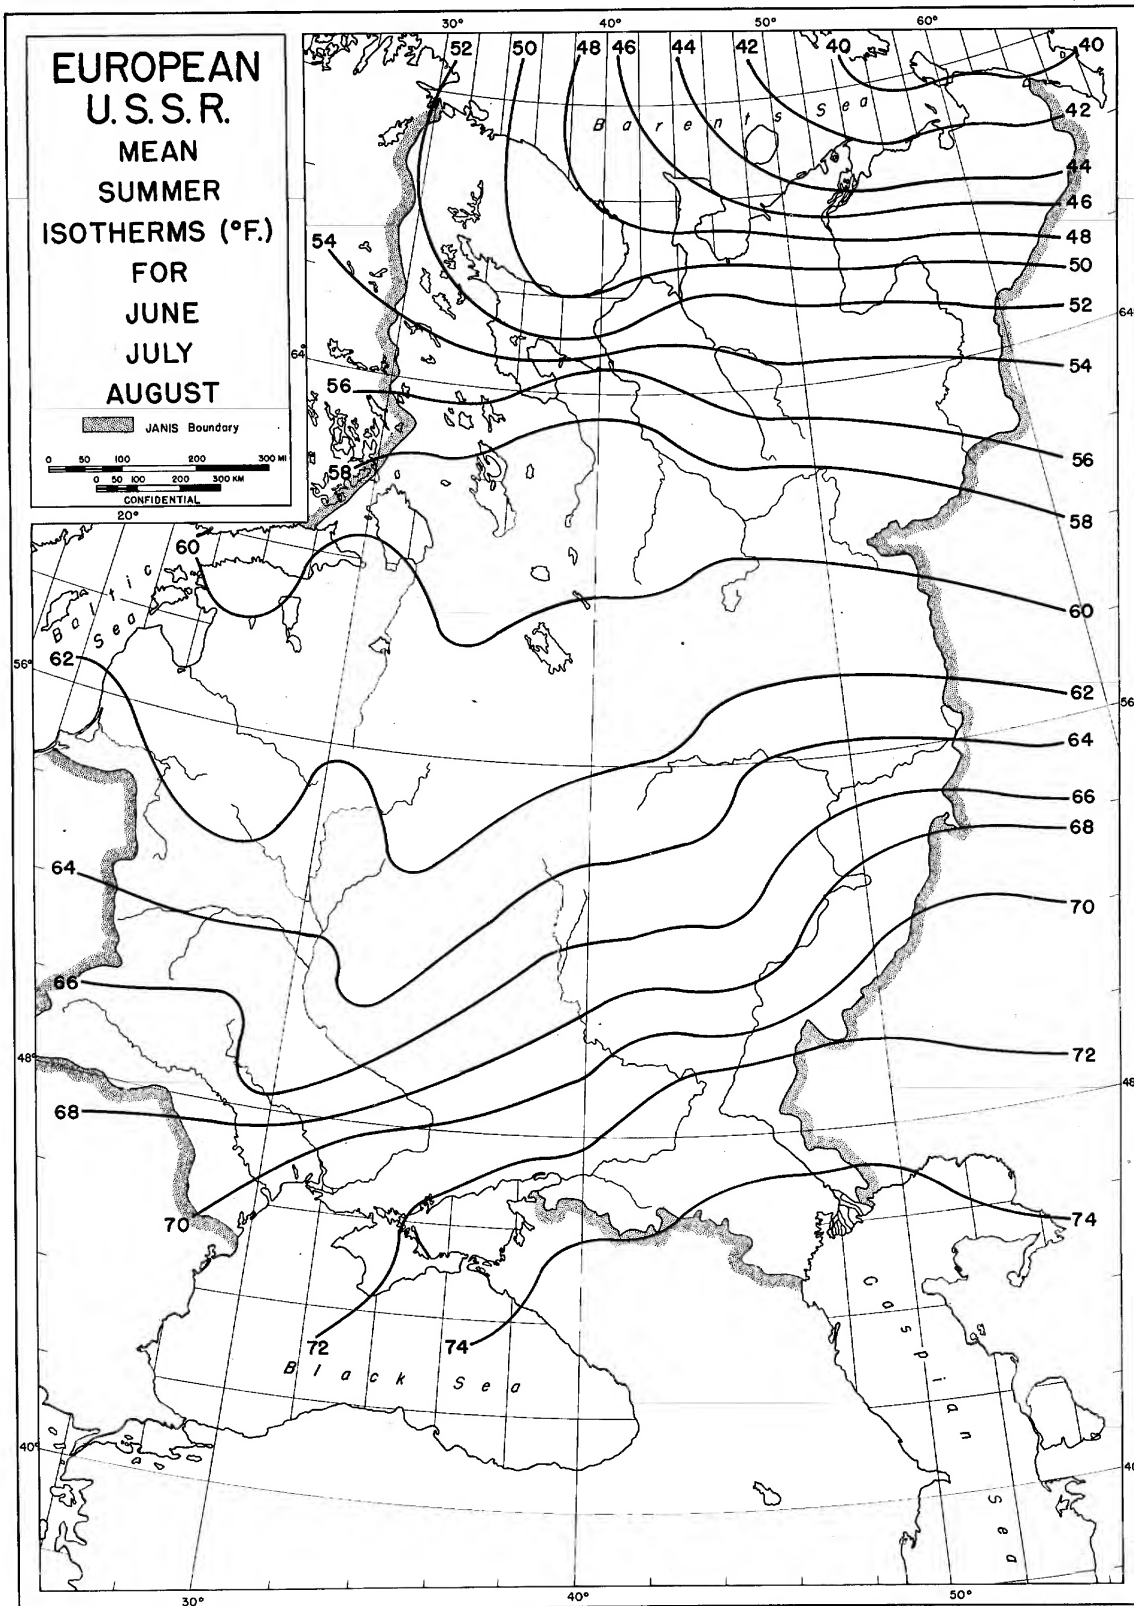 EUROPEAN
U.S.S.R.
MEAN
SUMMER
ISOTHERMS (°F.)
FOR
JUNE
JULY
AUGUST
JANIS Boundary
0 50 100 200 300 MI
0 50 100 200 300 KM
CONFIDENTIAL
30° 40° 50° 60°
52 50 48 46 44 42 40 40
Barents Sea
42
44
46
48
50
52
54
64°
64°
54
56
56
58
58
20°
60
60
Baltic
Sea
56°
62
62
56°
64
66
68
64
70
66
48°
72
48°
68
70
74
72
74
Black Sea
Caspian Sea
40°
40°
30° 40° 50°